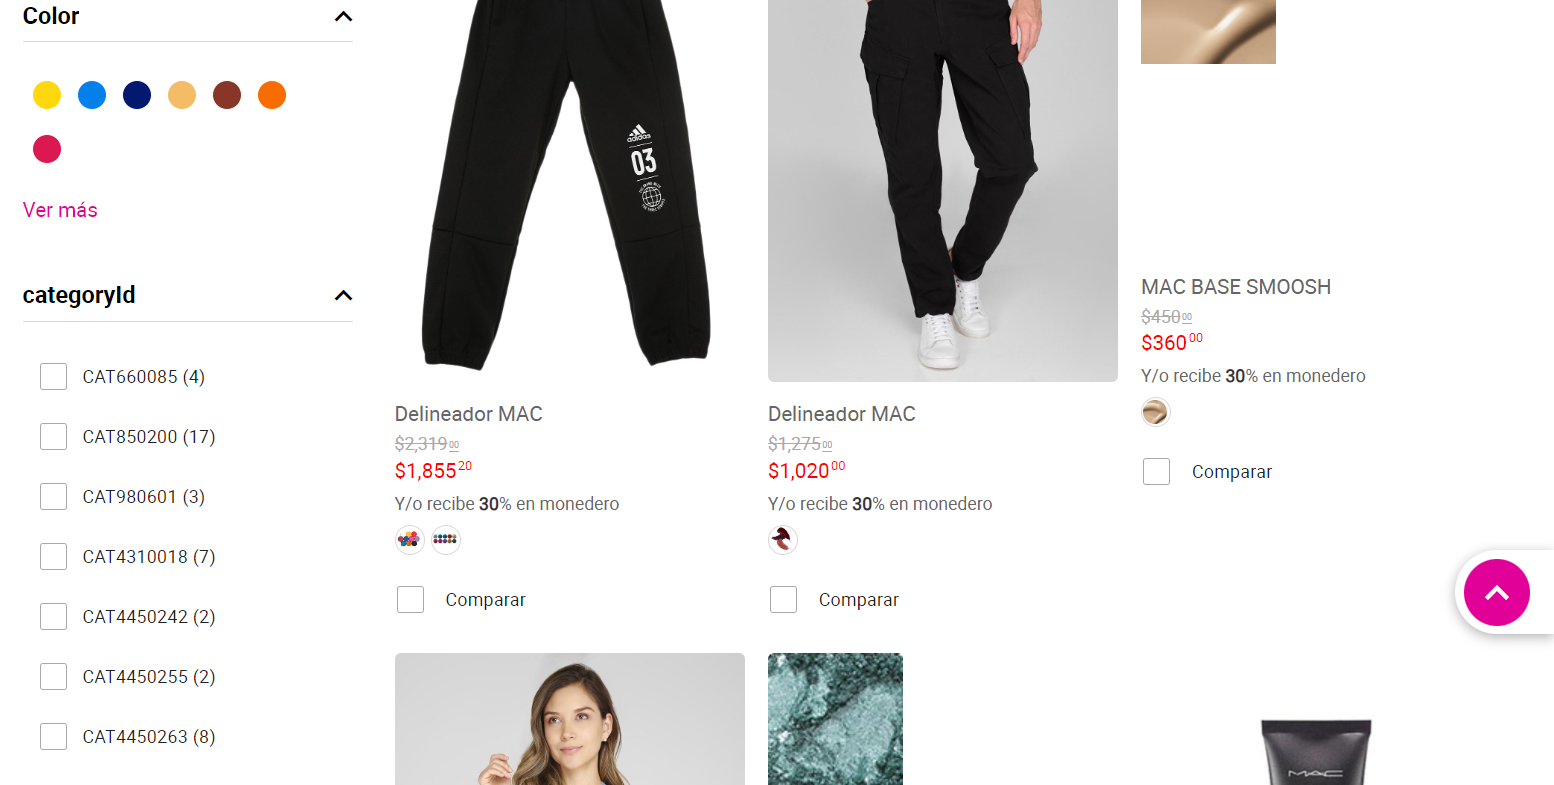 Color
Ver más
categoryId
CAT660085 (4)
CAT850200 (17)
CAT980601 (3)
CAT4310018 (7)
CAT4450242 (2)
CAT4450255 (2)
CAT4450263 (8)
adidas
03
Delineador MAC
$2,319 00
$1,855 20
Y/o recibe 30% en monedero
Comparar
Delineador MAC
$1,275 00
$1,020 00
Y/o recibe 30% en monedero
Comparar
MAC BASE SMOOSH
$450 00
$360 00
Y/o recibe 30% en monedero
Comparar
MAC